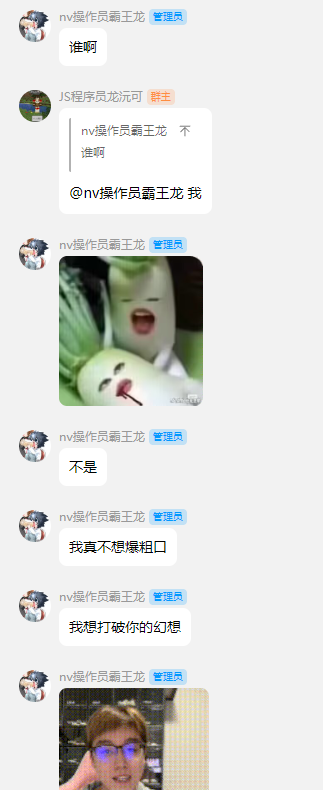 nv操作员霸王龙 管理员
谁啊
JS程序员龙沅可 群主
nv操作员霸王龙
谁啊
@nv操作员霸王龙 我
nv操作员霸王龙 管理员
nv操作员霸王龙 管理员
不是
nv操作员霸王龙 管理员
我真不想爆粗口
nv操作员霸王龙 管理员
我想打破你的幻想
nv操作员霸王龙 管理员